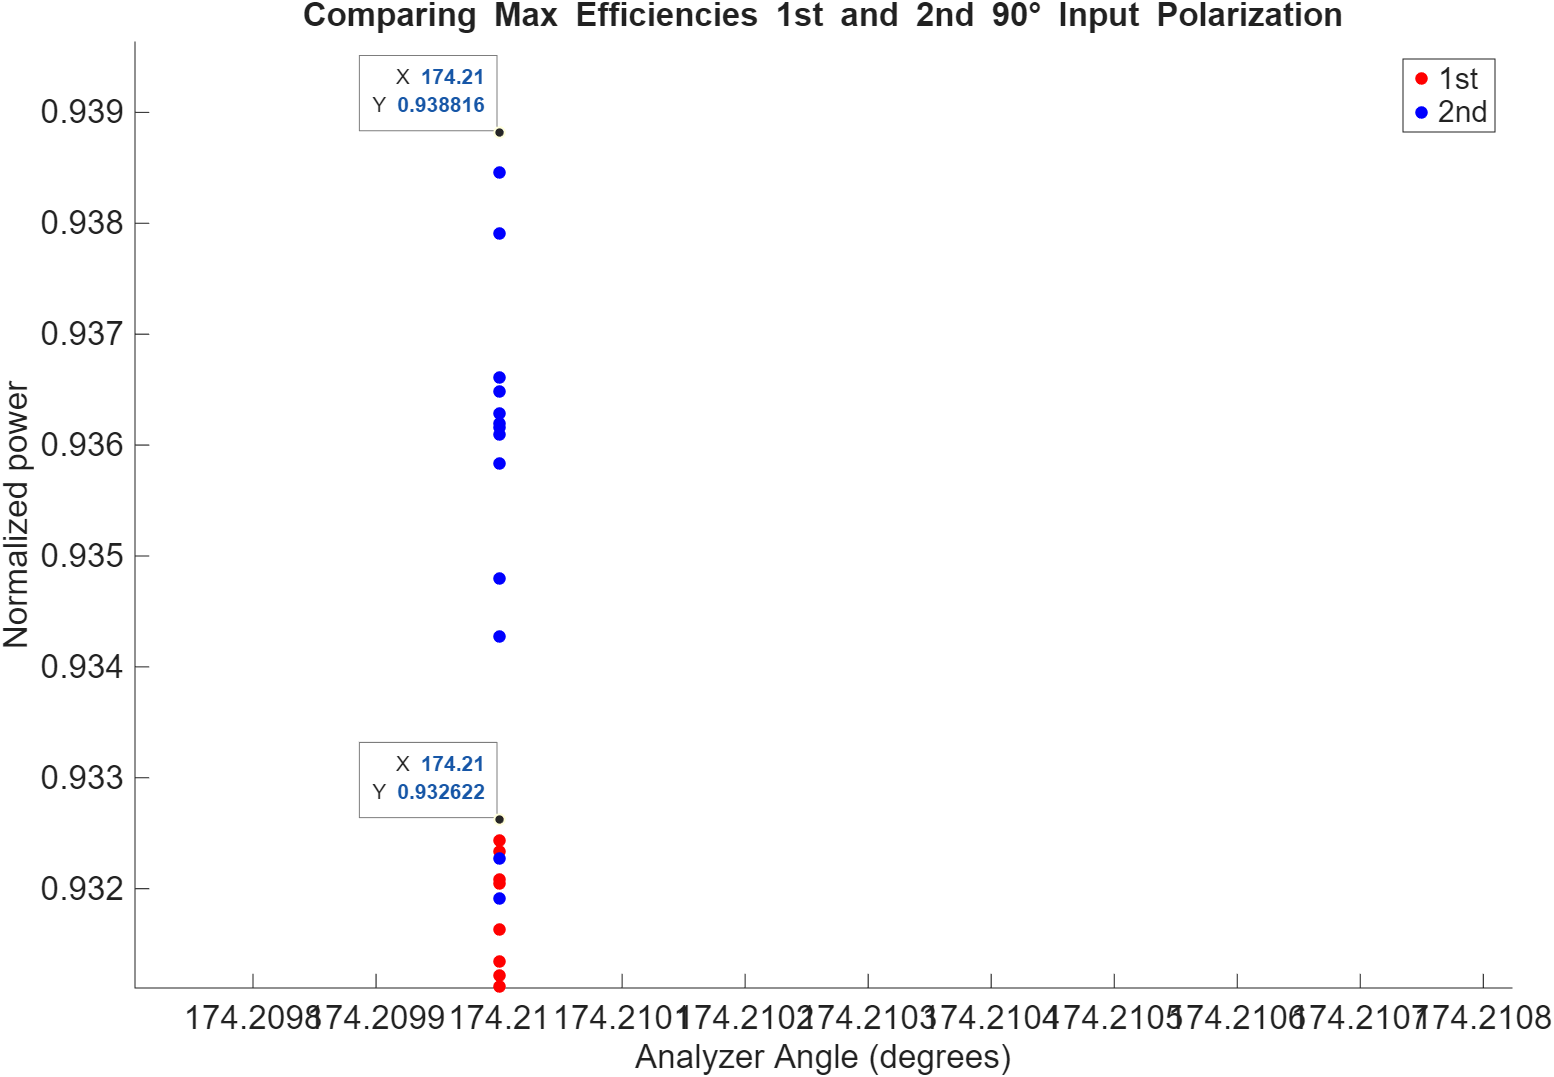 Comparing Max Efficiencies 1st and 2nd 90° Input Polarization
X 174.21
Y 0.938816
1st
2nd
0.939
0.938
0.937
0.936
0.935
0.934
0.933
0.932
Normalized power
X 174.21
Y 0.932622
174.2098 174.2099 174.21 174.2101 174.2102 174.2103 174.2104 174.2105 174.2106 174.2107 174.2108
Analyzer Angle (degrees)